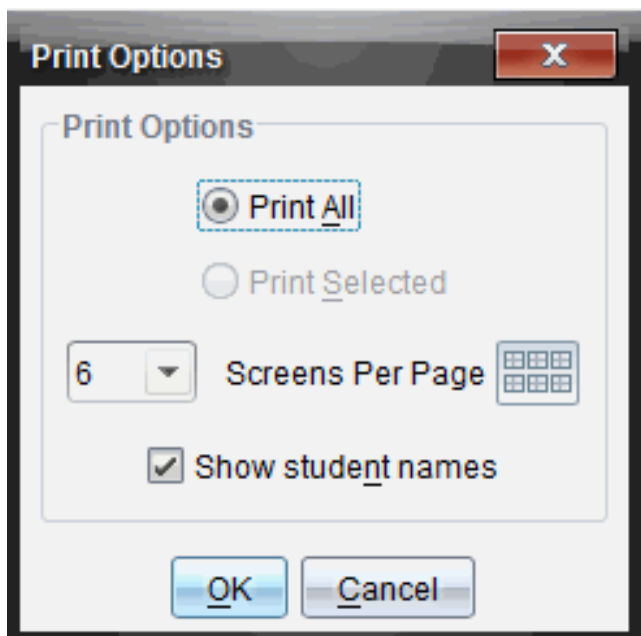 Print Options
Print Options
Print All
Print Selected
6 Screens Per Page
Show student names
OK Cancel